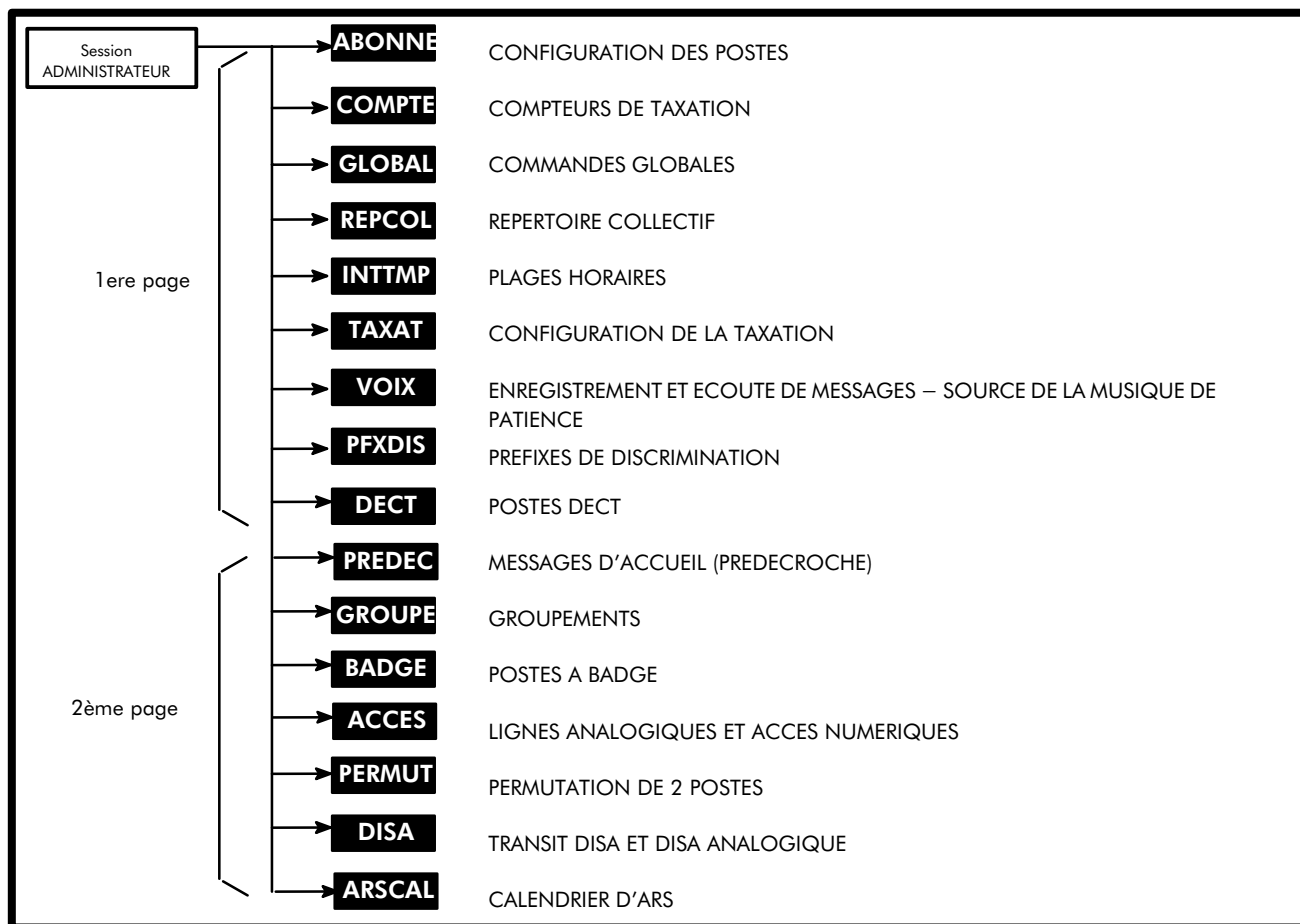 Session
ADMINISTRATEUR
ABONNE CONFIGURATION DES POSTES
COMPTE COMPTEURS DE TAXATION
GLOBAL COMMANDES GLOBALES
REPCOL REPERTOIRE COLLECTIF
1ere page
INTTMP PLAGES HORAIRES
TAXAT CONFIGURATION DE LA TAXATION
VOIX ENREGISTREMENT ET ECOUTE DE MESSAGES – SOURCE DE LA MUSIQUE DE
PATIENCE
PFXDIS PREFIXES DE DISCRIMINATION
DECT POSTES DECT
PREDEC MESSAGES D'ACCUEIL (PREDECROCHE)
GROUPE GROUPEMENTS
BADGE POSTES A BADGE
2ème page
ACCES LIGNES ANALOGIQUES ET ACCES NUMERIQUES
PERMUT PERMUTATION DE 2 POSTES
DISA TRANSIT DISA ET DISA ANALOGIQUE
ARSCAL CALENDRIER D'ARS